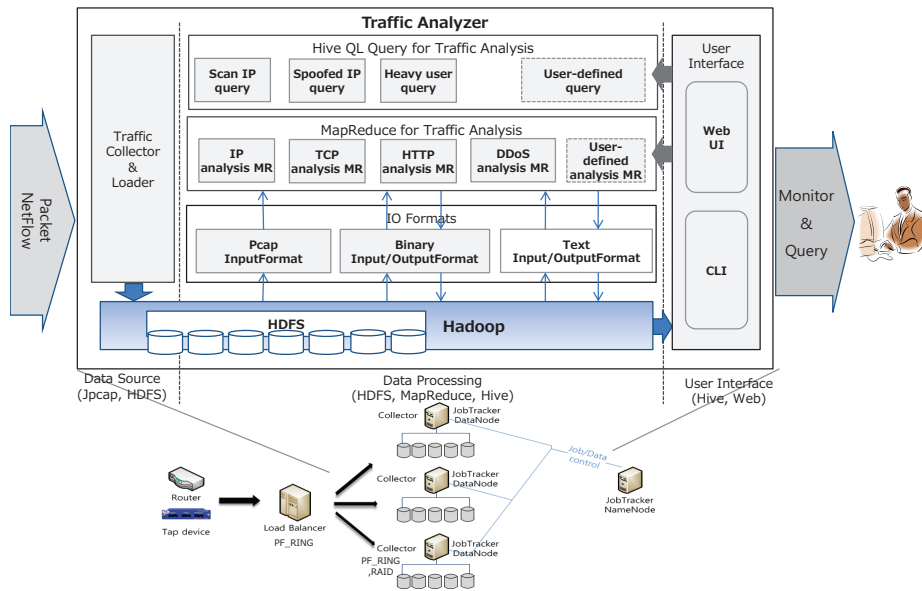 Traffic Analyzer
Hive QL Query for Traffic Analysis
Scan IP
query
Spoofed IP
query
Heavy user
query
User-defined
query
User
Interface
Traffic
Collector
&
Loader
MapReduce for Traffic Analysis
IP
analysis MR
TCP
analysis MR
HTTP
analysis MR
DDoS
analysis MR
User-
defined
analysis MR
Web
UI
Packet
NetFlow
Monitor
&
Query
IO Formats
Pcap
InputFormat
Binary
Input/OutputFormat
Text
Input/OutputFormat
CLI
HDFS
Hadoop
Data Source
(Jpcap, HDFS)
Data Processing
(HDFS, MapReduce, Hive)
User Interface
(Hive, Web)
Collector
JobTracker
DataNode
Job/Data
control
Collector
JobTracker
DataNode
Router
Tap device
Load Balancer
PF_RING
JobTracker
NameNode
Collector
JobTracker
DataNode
PF_RING
,RAID